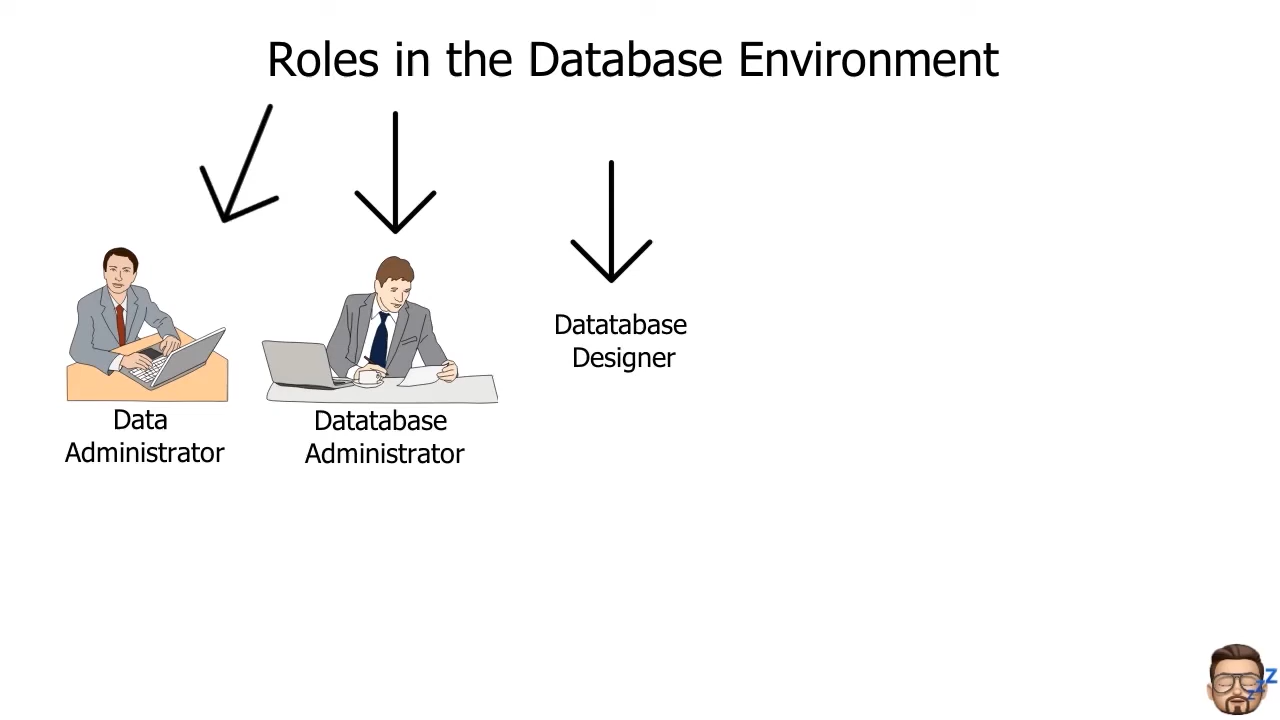 Roles in the Database Environment
Data
Administrator
Datatabase
Administrator
Datatabase
Designer
z
z
Z